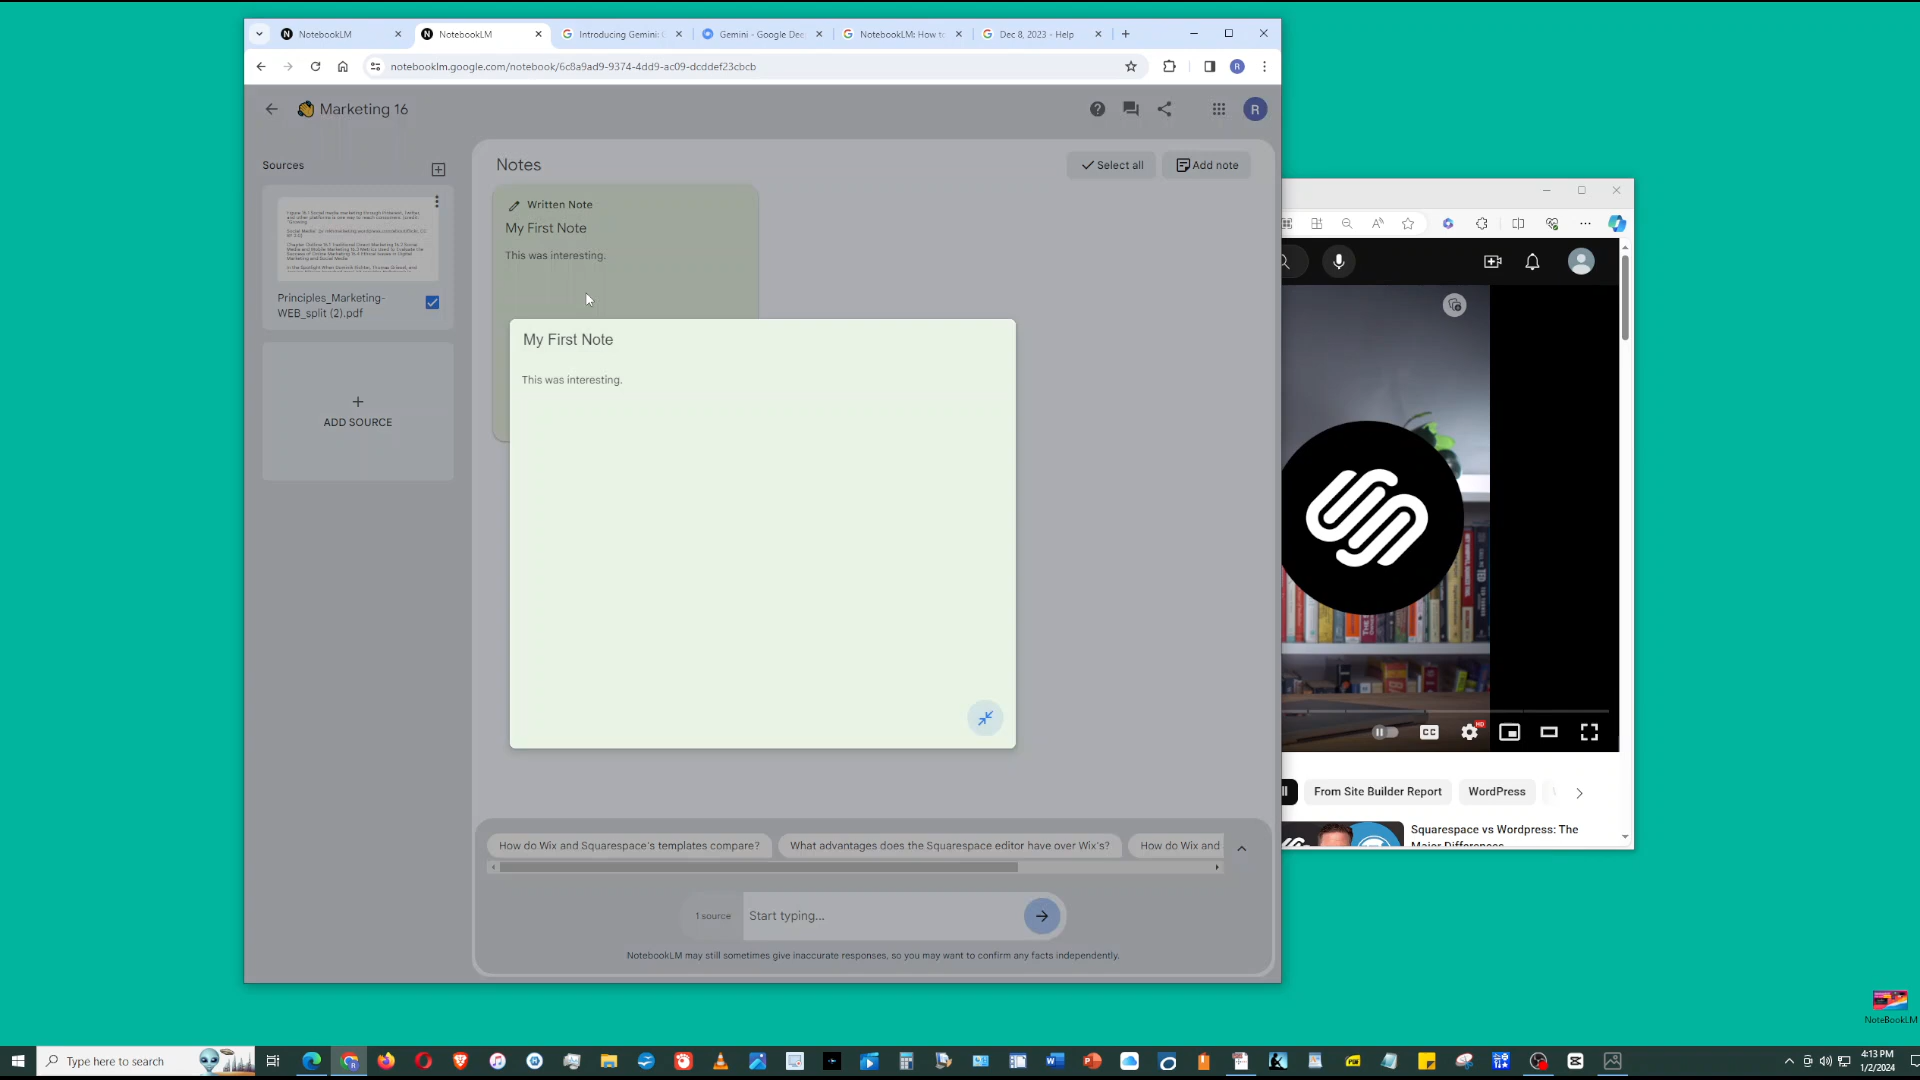 NotebookLM
NotebookLM
Introducing Gemini:
Gemini - Google Dee
NotebookLM: How to
Dec 8, 2023 - Help
notebooklm.google.com/notebook/6c8a9ad9-9374-4dd9-ac09-dcddef23cbcb
R
Marketing 16
R
Sources
Notes
Select all
Add note
Written Note
My First Note
This was interesting.
Principles_Marketing-
WEB_split (2).pdf
ADD SOURCE
My First Note
This was interesting.
HD
CC
From Site Builder Report
WordPress
Squarespace vs Wordpress: The
Major Differences
How do Wix and Squarespace's templates compare?
What advantages does the Squarespace editor have over Wix's?
How do Wix and
1 source
Start typing...
NotebookLM may still sometimes give inaccurate responses, so you may want to confirm any facts independently.
NoteBookLM
Type here to search
4:13 PM
1/2/2024